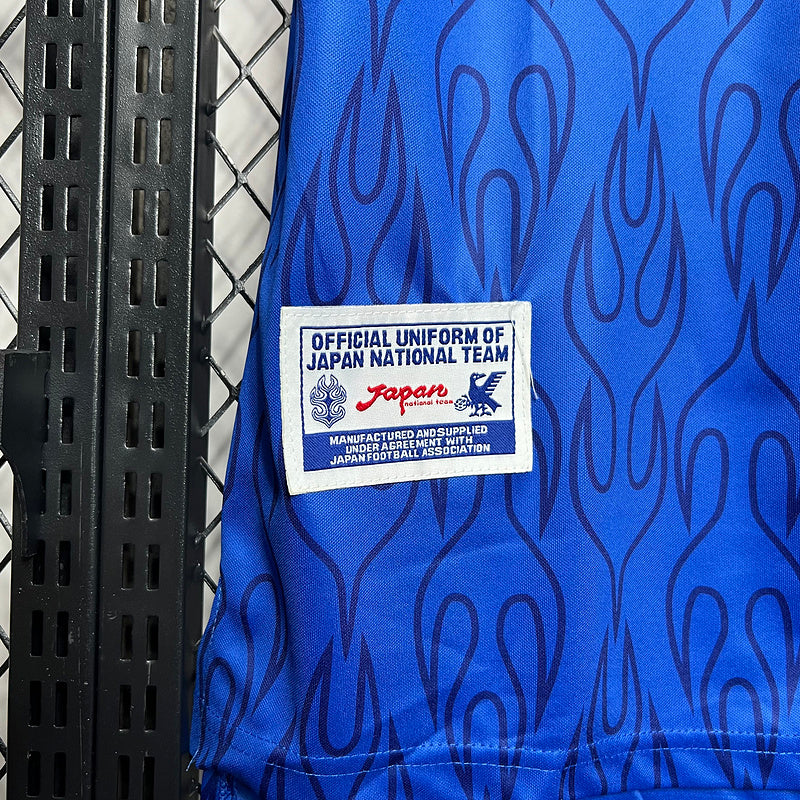 OFFICIAL UNIFORM OF
JAPAN NATIONAL TEAM
Japan
national team
MANUFACTURED AND SUPPLIED
UNDER AGREEMENT WITH
JAPAN FOOTBALL ASSOCIATION